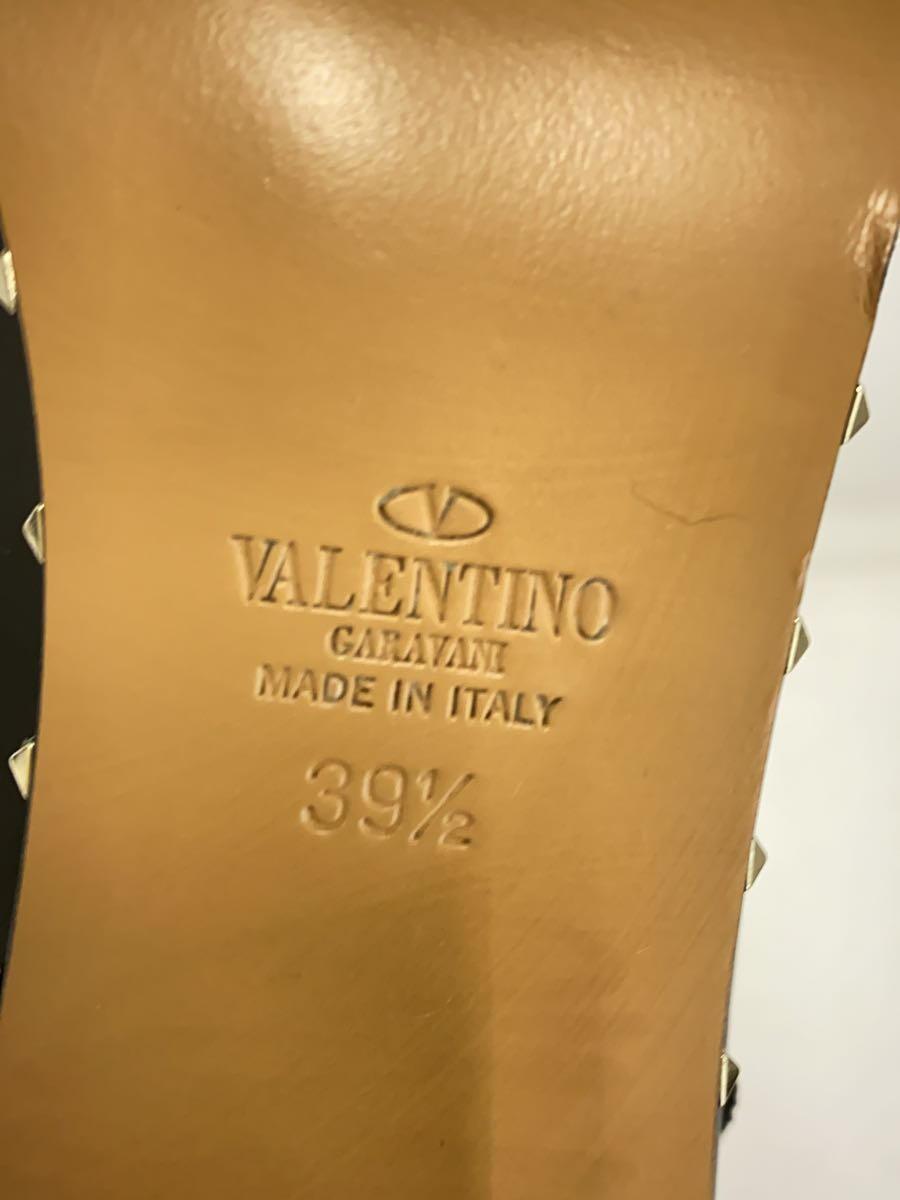 V
VALENTINO
GARAVANI
MADE IN ITALY
39½